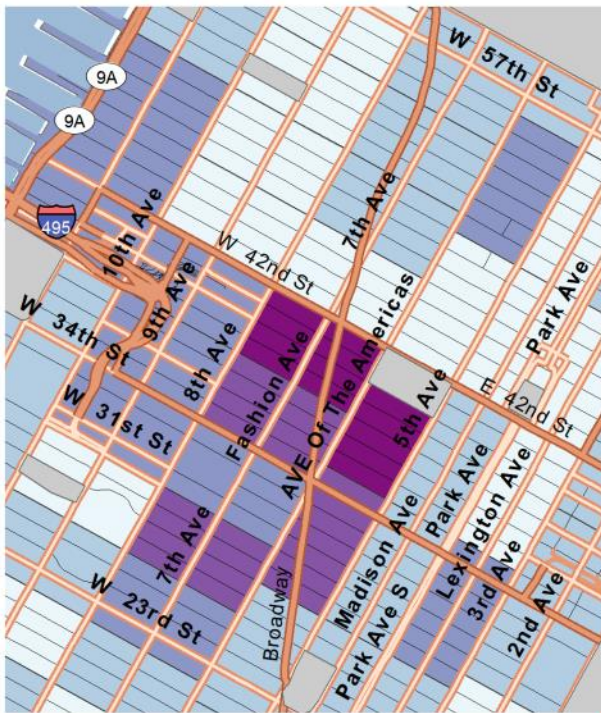 W 57th St
9A
9A
7th Ave
495
10th Ave
W 42nd St
Park Ave
9th Ave
W 34th St
8th Ave
Fashion Ave
AVE Of The Americas
5th Ave
E 42nd St
W 31st St
Park Ave
Lexington Ave
7th Ave
Madison Ave
3rd Ave
2nd Ave
W 23rd St
Broadway
Park Ave S